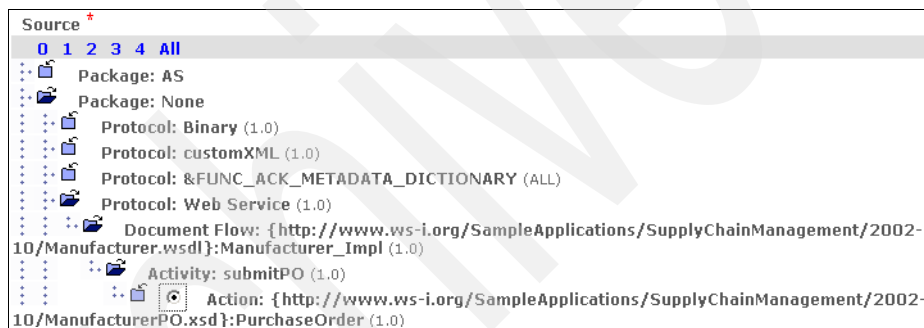 Source *
0 1 2 3 4 All
Package: AS
Package: None
Protocol: Binary (1.0)
Protocol: customXML (1.0)
Protocol: &FUNC_ACK_METADATA_DICTIONARY (ALL)
Protocol: Web Service (1.0)
Document Flow: {http://www.ws-i.org/SampleApplications/SupplyChainManagement/2002-
10/Manufacturer.wsdl}:Manufacturer_Impl (1.0)
Activity: submitPO (1.0)
Action: {http://www.ws-i.org/SampleApplications/SupplyChainManagement/2002-
10/ManufacturerPO.xsd}:PurchaseOrder (1.0)